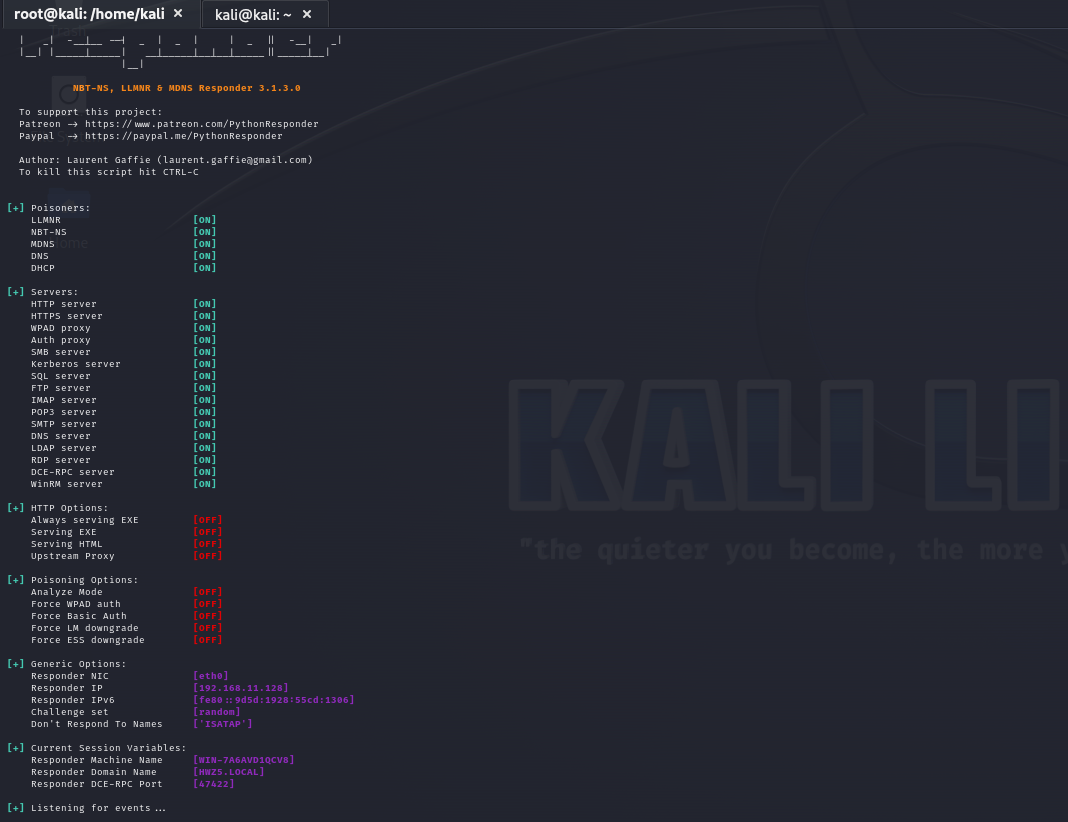 root@kali: /home/kali ×
kali@kali: ~ ×
NBT-NS, LLMNR & MDNS Responder 3.1.3.0
To support this project:
Patreon -> https://www.patreon.com/PythonResponder
Paypal -> https://paypal.me/PythonResponder
Author: Laurent Gaffie (laurent.gaffie@gmail.com)
To kill this script hit CTRL-C
[+] Poisoners:
LLMNR [ON]
NBT-NS [ON]
MDNS [ON]
DNS [ON]
DHCP [ON]
[+] Servers:
HTTP server [ON]
HTTPS server [ON]
WPAD proxy [ON]
Auth proxy [ON]
SMB server [ON]
Kerberos server [ON]
SQL server [ON]
FTP server [ON]
IMAP server [ON]
POP3 server [ON]
SMTP server [ON]
DNS server [ON]
LDAP server [ON]
RDP server [ON]
DCE-RPC server [ON]
WinRM server [ON]
[+] HTTP Options:
Always serving EXE [OFF]
Serving EXE [OFF]
Serving HTML [OFF]
Upstream Proxy [OFF]
[+] Poisoning Options:
Analyze Mode [OFF]
Force WPAD auth [OFF]
Force Basic Auth [OFF]
Force LM downgrade [OFF]
Force ESS downgrade [OFF]
[+] Generic Options:
Responder NIC [eth0]
Responder IP [192.168.11.128]
Responder IPv6 [fe80::9d5d:1928:55cd:1306]
Challenge set [random]
Don't Respond To Names ['ISATAP']
[+] Current Session Variables:
Responder Machine Name [WIN-7A6AVD1QCV8]
Responder Domain Name [HWZ5.LOCAL]
Responder DCE-RPC Port [47422]
[+] Listening for events...
KALI LI
"the quieter you become, the more y
Home